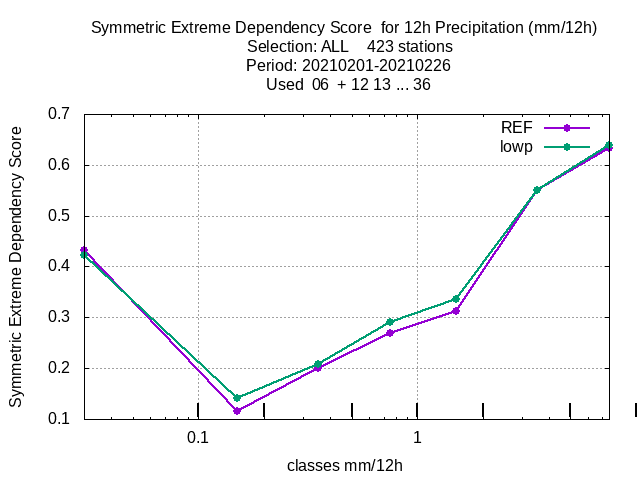 Symmetric Extreme Dependency Score  for 12h Precipitation (mm/12h)
Selection: ALL    423 stations
Period: 20210201-20210226
Used  06  + 12 13 ... 36
REF
lowp
0.7
0.6
0.5
0.4
0.3
0.2
0.1
Symmetric Extreme Dependency Score
0.1 1
classes mm/12h